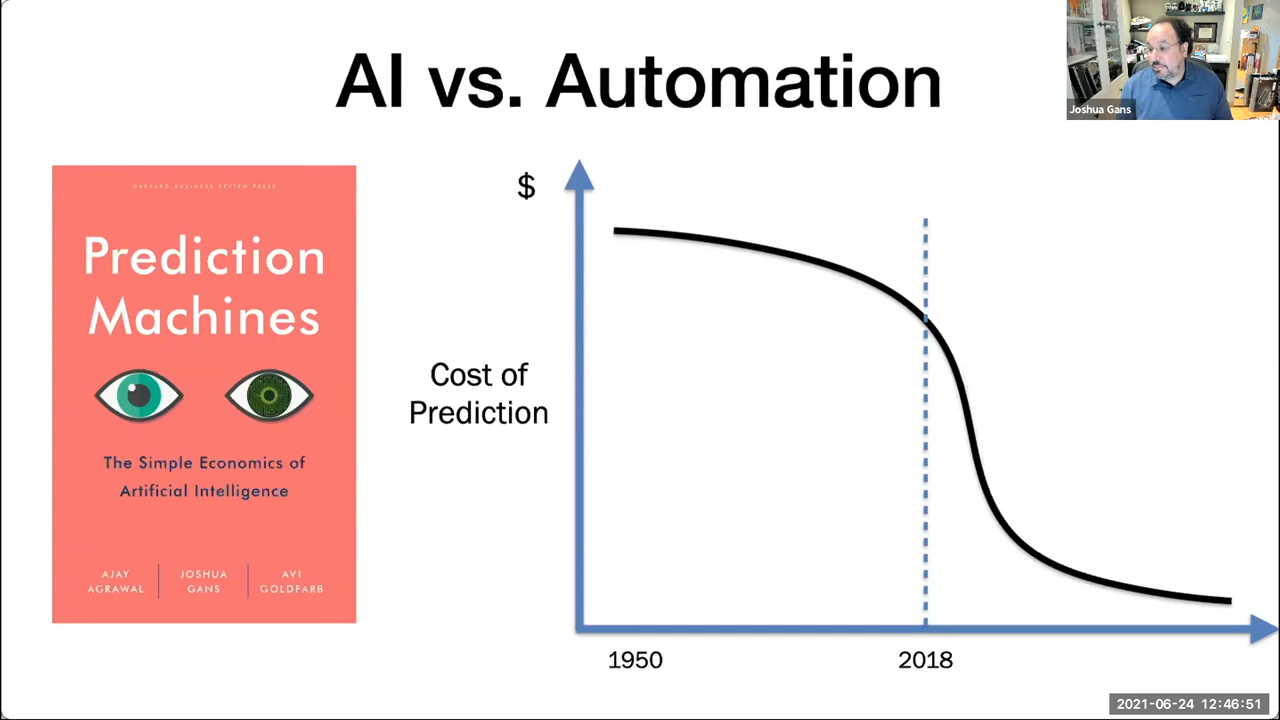 AI vs. Automation
Joshua Gans
HARVARD BUSINESS REVIEW PRESS
Prediction
Machines
The Simple Economics of
Artificial Intelligence
AJAY
AGRAWAL
JOSHUA
GANS
AVI
GOLDFARB
$
Cost of
Prediction
1950
2018
2021-06-24 12:46:51